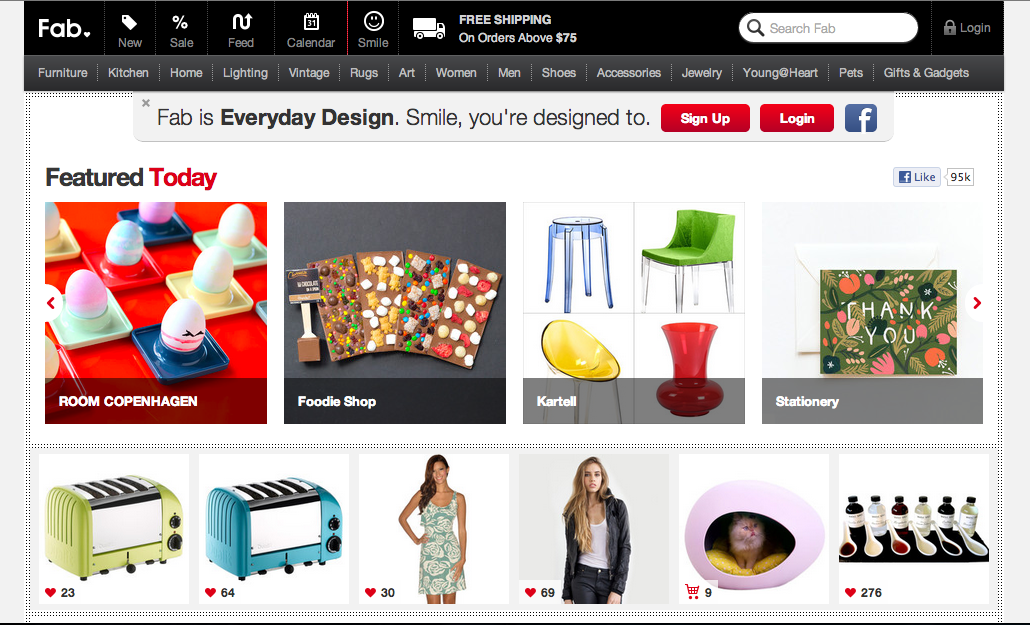 Fab.
New
Sale
Feed
31
Calendar
Smile
FREE SHIPPING
On Orders Above $75
Search Fab
Login
Furniture
Kitchen
Home
Lighting
Vintage
Rugs
Art
Women
Men
Shoes
Accessories
Jewelry
Young@Heart
Pets
Gifts & Gadgets
Fab is Everyday Design. Smile, you're designed to.
Sign Up
Login
f
Featured Today
f Like
95k
CHOCOLATE
THANK
YOU
ROOM COPENHAGEN
Foodie Shop
Kartell
Stationery
23
64
30
69
9
276